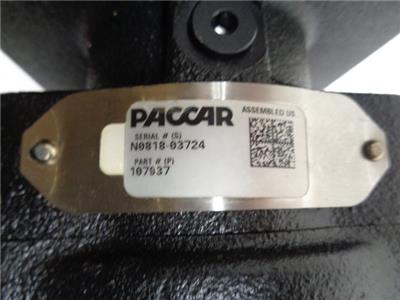 PACCAR
ASSEMBLED US
SERIAL # (S)
N0818-03724
PART # (P)
107937